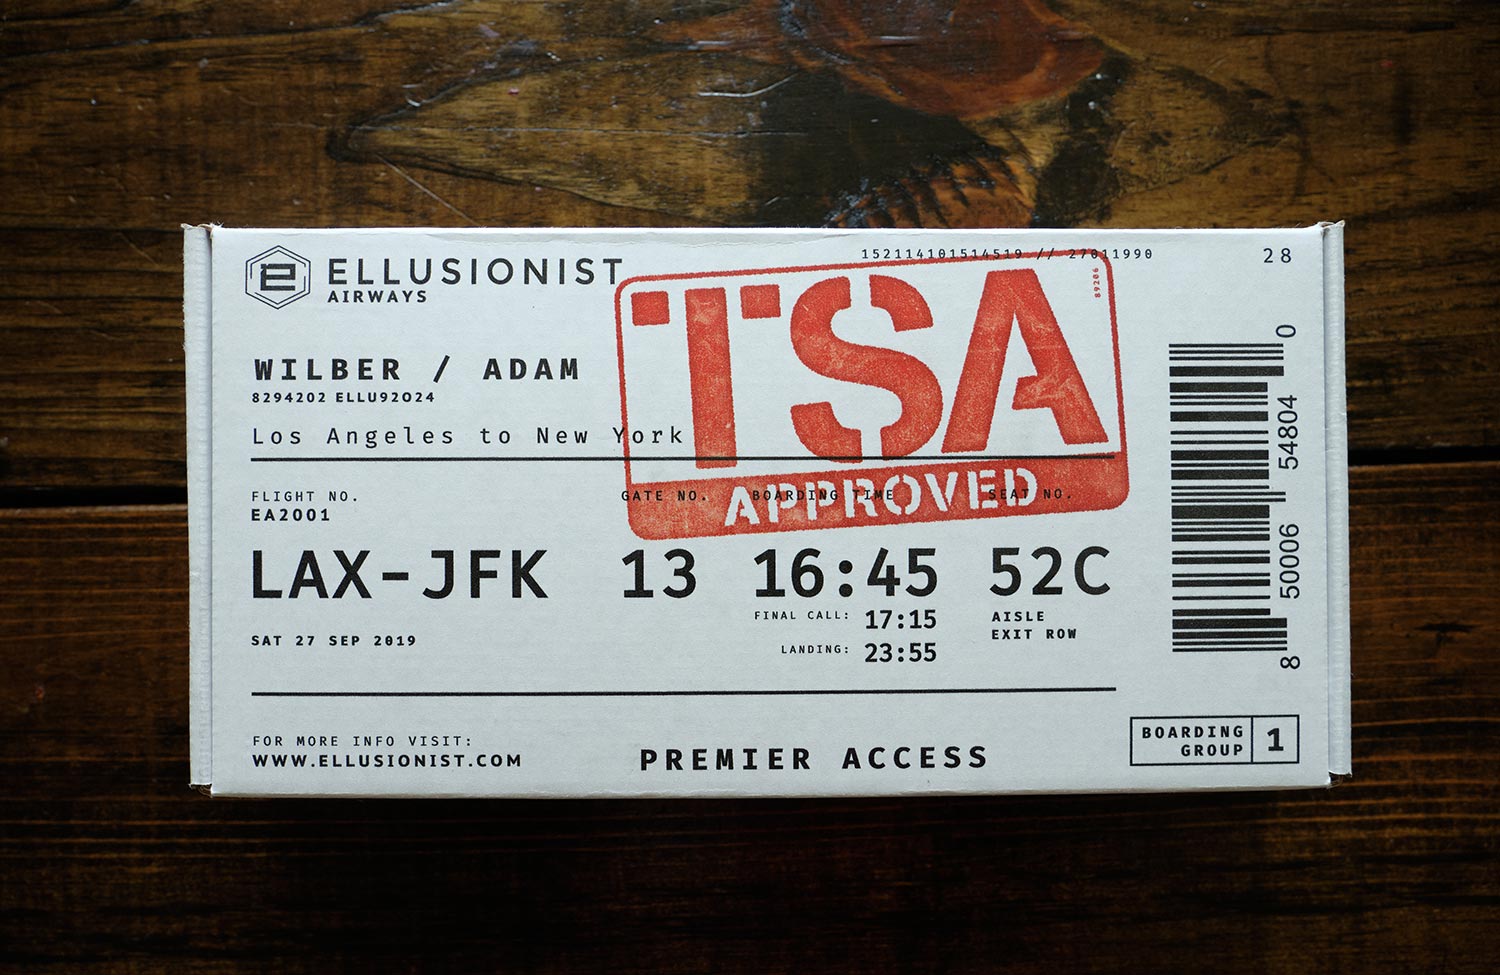 ELLUSIONIST
AIRWAYS
152114101514519 // 27011990
28
TSA
APPROVED
89206
WILBER / ADAM
8294202 ELLU92024
Los Angeles to New York
FLIGHT NO.
EA2001
GATE NO.
BOARDING TIME
SEAT NO.
LAX-JFK
13
16:45
52C
FINAL CALL: 17:15
LANDING: 23:55
AISLE
EXIT ROW
SAT 27 SEP 2019
FOR MORE INFO VISIT:
WWW.ELLUSIONIST.COM
PREMIER ACCESS
BOARDING
GROUP
1
8 50006 54804 0